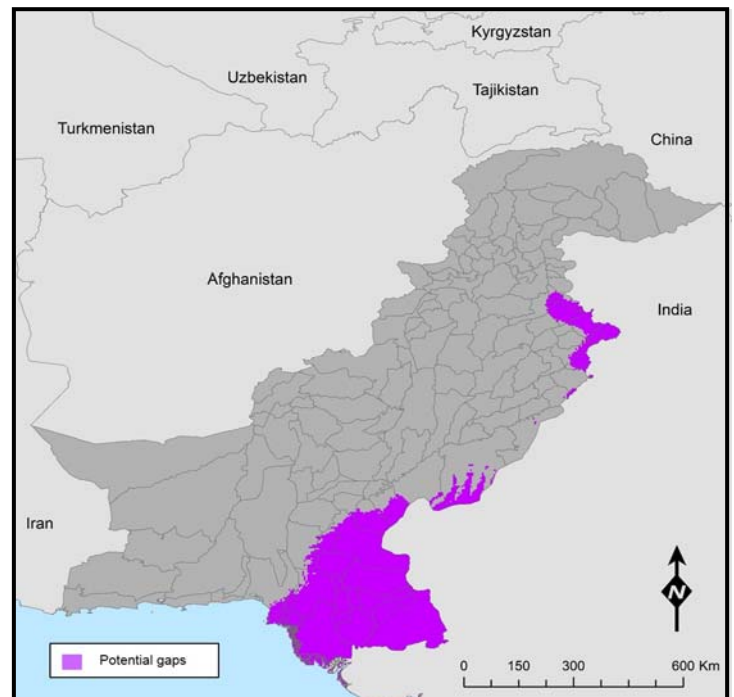 Kyrgyzstan
Uzbekistan
Tajikistan
Turkmenistan
China
Afghanistan
India
Iran
N
Potential gaps
0 150 300 600 Km